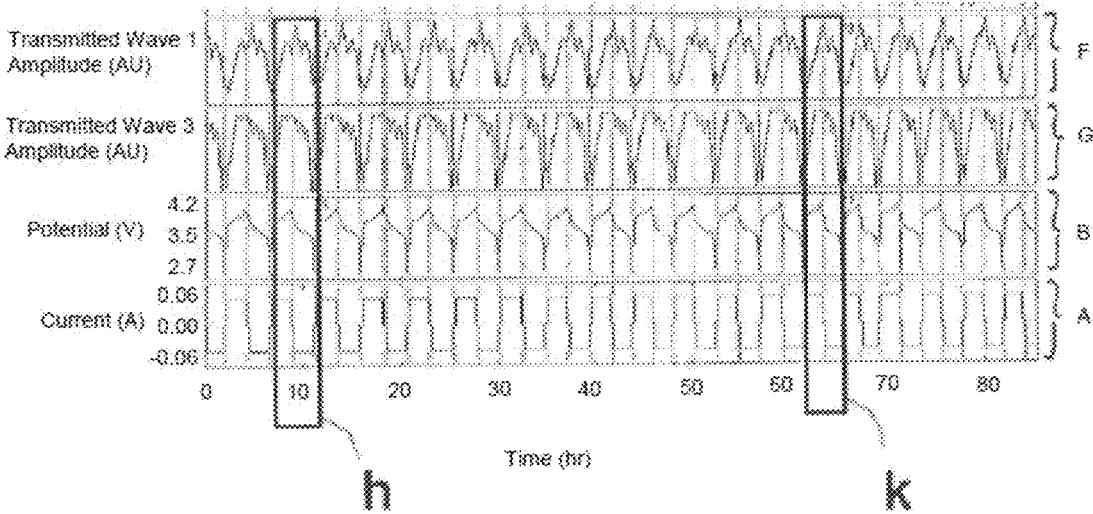 Transmitted Wave 1
Amplitude (AU)
F
Transmitted Wave 3
Amplitude (AU)
G
4.2
Potential (V) 3.5
2.7
B
0.06
Current (A) 0.00
-0.06
A
0 10 20 30 40 50 60 70 80
Time (hr)
h k